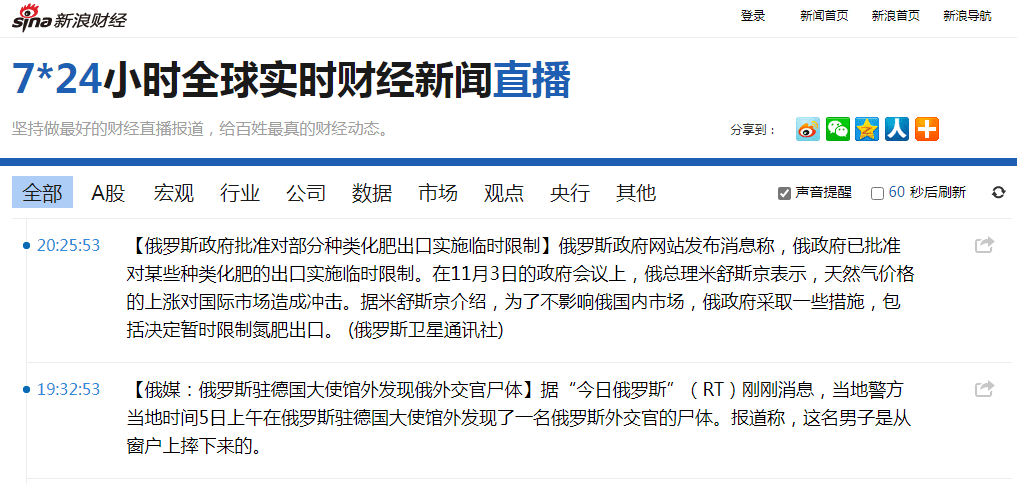 sina新浪财经
登录 新闻首页 新浪首页 新浪导航
7*24小时全球实时财经新闻直播
坚持做最好的财经直播报道，给百姓最真的财经动态。
分享到：
全部 A股 宏观 行业 公司 数据 市场 观点 央行 其他
声音提醒 60 秒后刷新
20:25:53
【俄罗斯政府批准对部分种类化肥出口实施临时限制】俄罗斯政府网站发布消息称，俄政府已批准
对某些种类化肥的出口实施临时限制。在11月3日的政府会议上，俄总理米舒斯京表示，天然气价格
的上涨对国际市场造成冲击。据米舒斯京介绍，为了不影响俄国内市场，俄政府采取一些措施，包
括决定暂时限制氮肥出口。 (俄罗斯卫星通讯社)
19:32:53
【俄媒：俄罗斯驻德国大使馆外发现俄外交官尸体】据“今日俄罗斯”（RT）刚刚消息，当地警方
当地时间5日上午在俄罗斯驻德国大使馆外发现了一名俄罗斯外交官的尸体。报道称，这名男子是从
窗户上摔下来的。